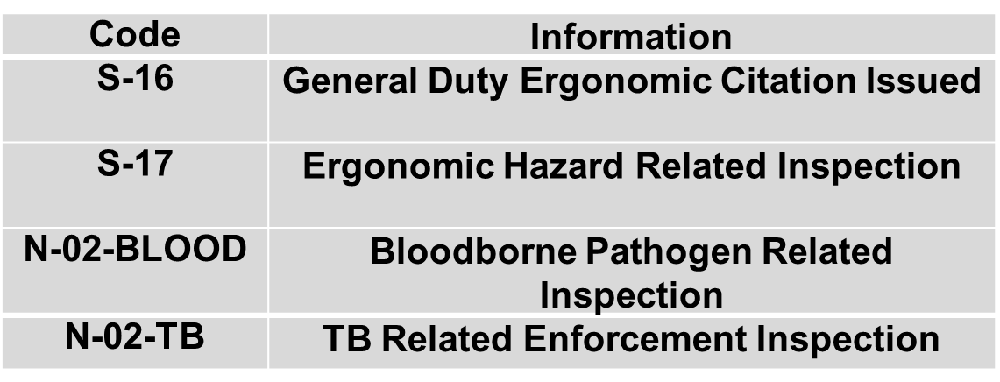 Code Information
S-16 General Duty Ergonomic Citation Issued
S-17 Ergonomic Hazard Related Inspection
N-02-BLOOD Bloodborne Pathogen Related
Inspection
N-02-TB TB Related Enforcement Inspection